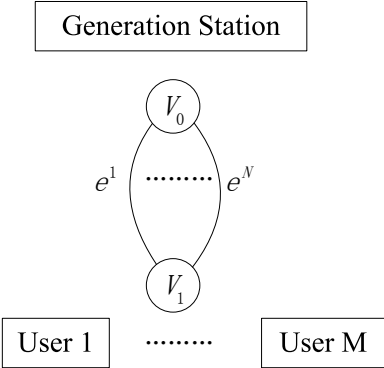 Generation Station
V₀
e¹ ......... eᴺ
V₁
User 1 ......... User M